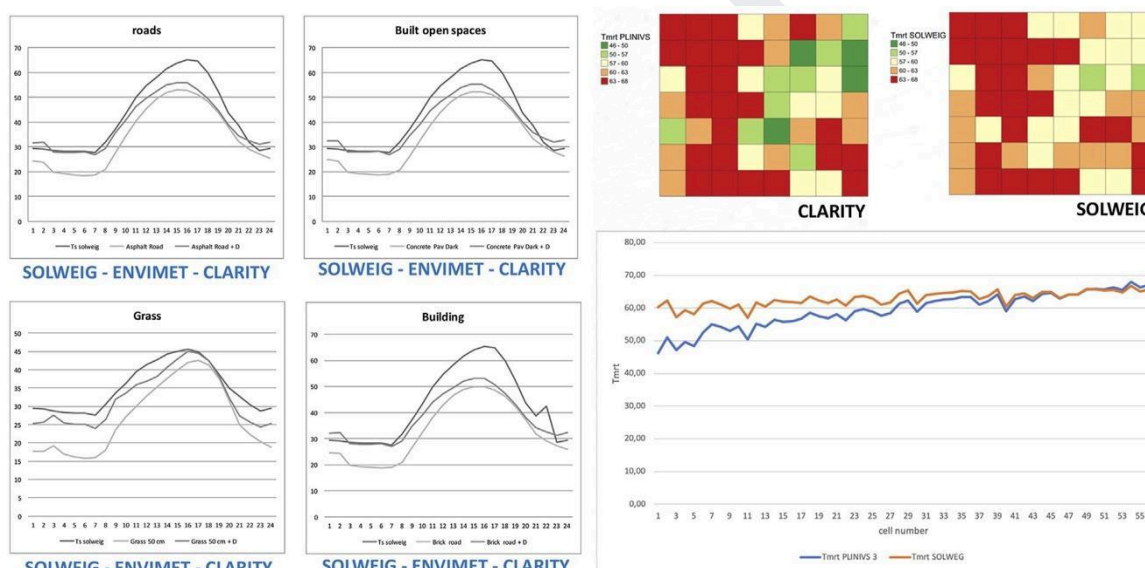 roads
70
60
50
40
30
20
10
0
1 2 3 4 5 6 7 8 9 10 11 12 13 14 15 16 17 18 19 20 21 22 23 24
Ts solweig Asphalt Road Asphalt Road + D
SOLWEIG - ENVIMET - CLARITY
Built open spaces
70
60
50
40
30
20
10
0
1 2 3 4 5 6 7 8 9 10 11 12 13 14 15 16 17 18 19 20 21 22 23 24
Ts solweig Concrete Pav Dark Concrete Pav Dark + D
SOLWEIG - ENVIMET - CLARITY
Grass
50
45
40
35
30
25
20
15
10
5
0
1 2 3 4 5 6 7 8 9 10 11 12 13 14 15 16 17 18 19 20 21 22 23 24
Ts solweig Grass 50 cm Grass 50 cm + D
SOLWEIG - ENVIMET - CLARITY
Building
70
60
50
40
30
20
10
0
1 2 3 4 5 6 7 8 9 10 11 12 13 14 15 16 17 18 19 20 21 22 23 24
Ts solweig Brick road Brick road + D
SOLWEIG - ENVIMET - CLARITY
Tmrt PLINIVS
46 - 50
50 - 57
57 - 60
60 - 63
63 - 68
CLARITY
Tmrt SOLWEIG
46 - 50
50 - 57
57 - 60
60 - 63
63 - 68
SOLWEIG
80,00
70,00
60,00
50,00
40,00
30,00
20,00
10,00
0,00
Tmrt
1 3 5 7 9 11 13 15 17 19 21 23 25 27 29 31 33 35 37 39 41 43 45 47 49 51 53 55
cell number
Tmrt PLINIVS 3 Tmrt SOLWEG